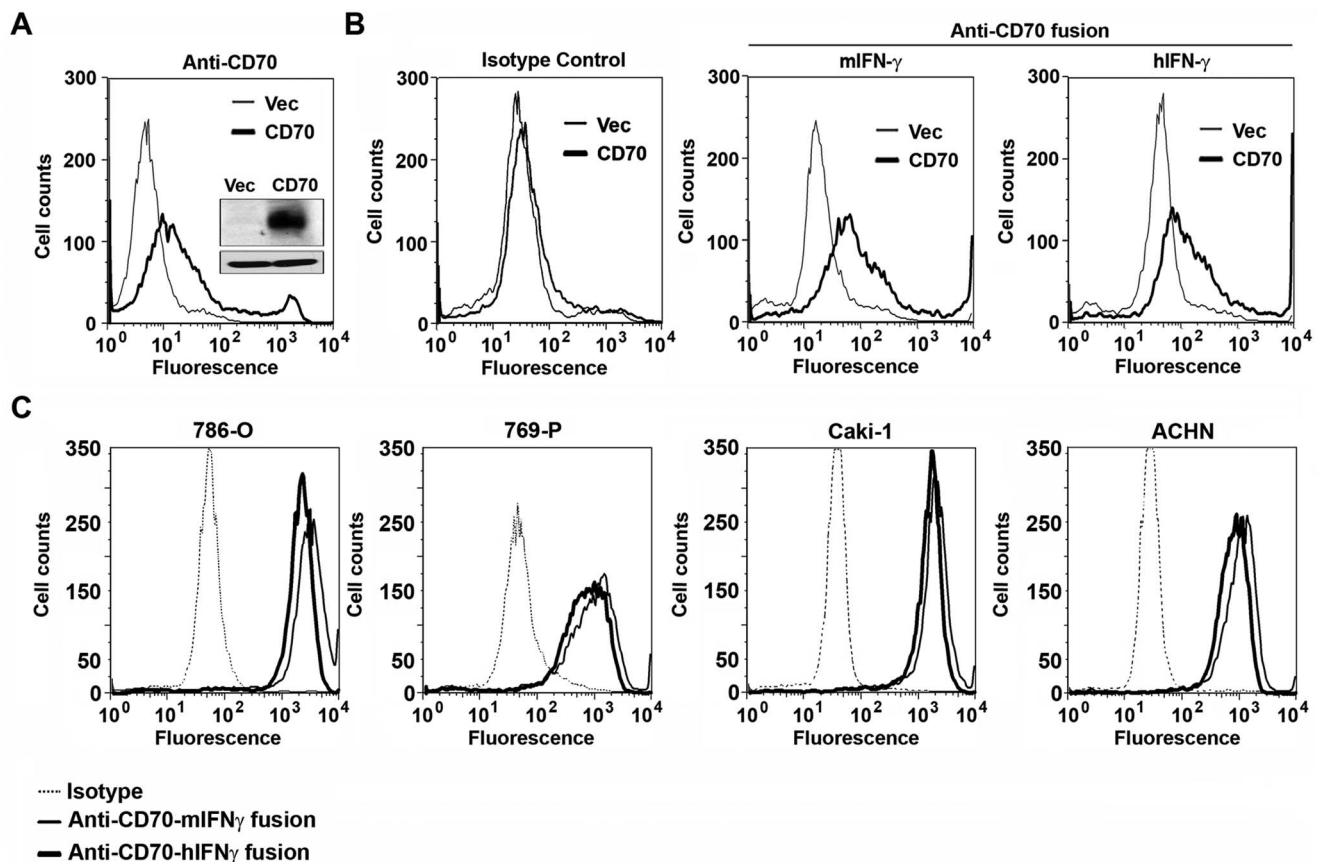 A
B
Anti-CD70 fusion
Anti-CD70
Isotype Control
mIFN-γ
hIFN-γ
300
200
100
0
Cell counts
Vec
CD70
Vec CD70
10^0 10^1 10^2 10^3 10^4
Fluorescence
300
200
100
0
Cell counts
Vec
CD70
10^0 10^1 10^2 10^3 10^4
Fluorescence
300
200
100
0
Cell counts
Vec
CD70
10^0 10^1 10^2 10^3 10^4
Fluorescence
300
200
100
0
Cell counts
Vec
CD70
10^0 10^1 10^2 10^3 10^4
Fluorescence
C
786-O
350
250
150
50
0
Cell counts
10^0 10^1 10^2 10^3 10^4
Fluorescence
769-P
350
250
150
50
0
Cell counts
10^0 10^1 10^2 10^3 10^4
Fluorescence
Caki-1
350
250
150
50
0
Cell counts
10^0 10^1 10^2 10^3 10^4
Fluorescence
ACHN
350
250
150
50
0
Cell counts
10^0 10^1 10^2 10^3 10^4
Fluorescence
Isotype
Anti-CD70-mIFNγ fusion
Anti-CD70-hIFNγ fusion